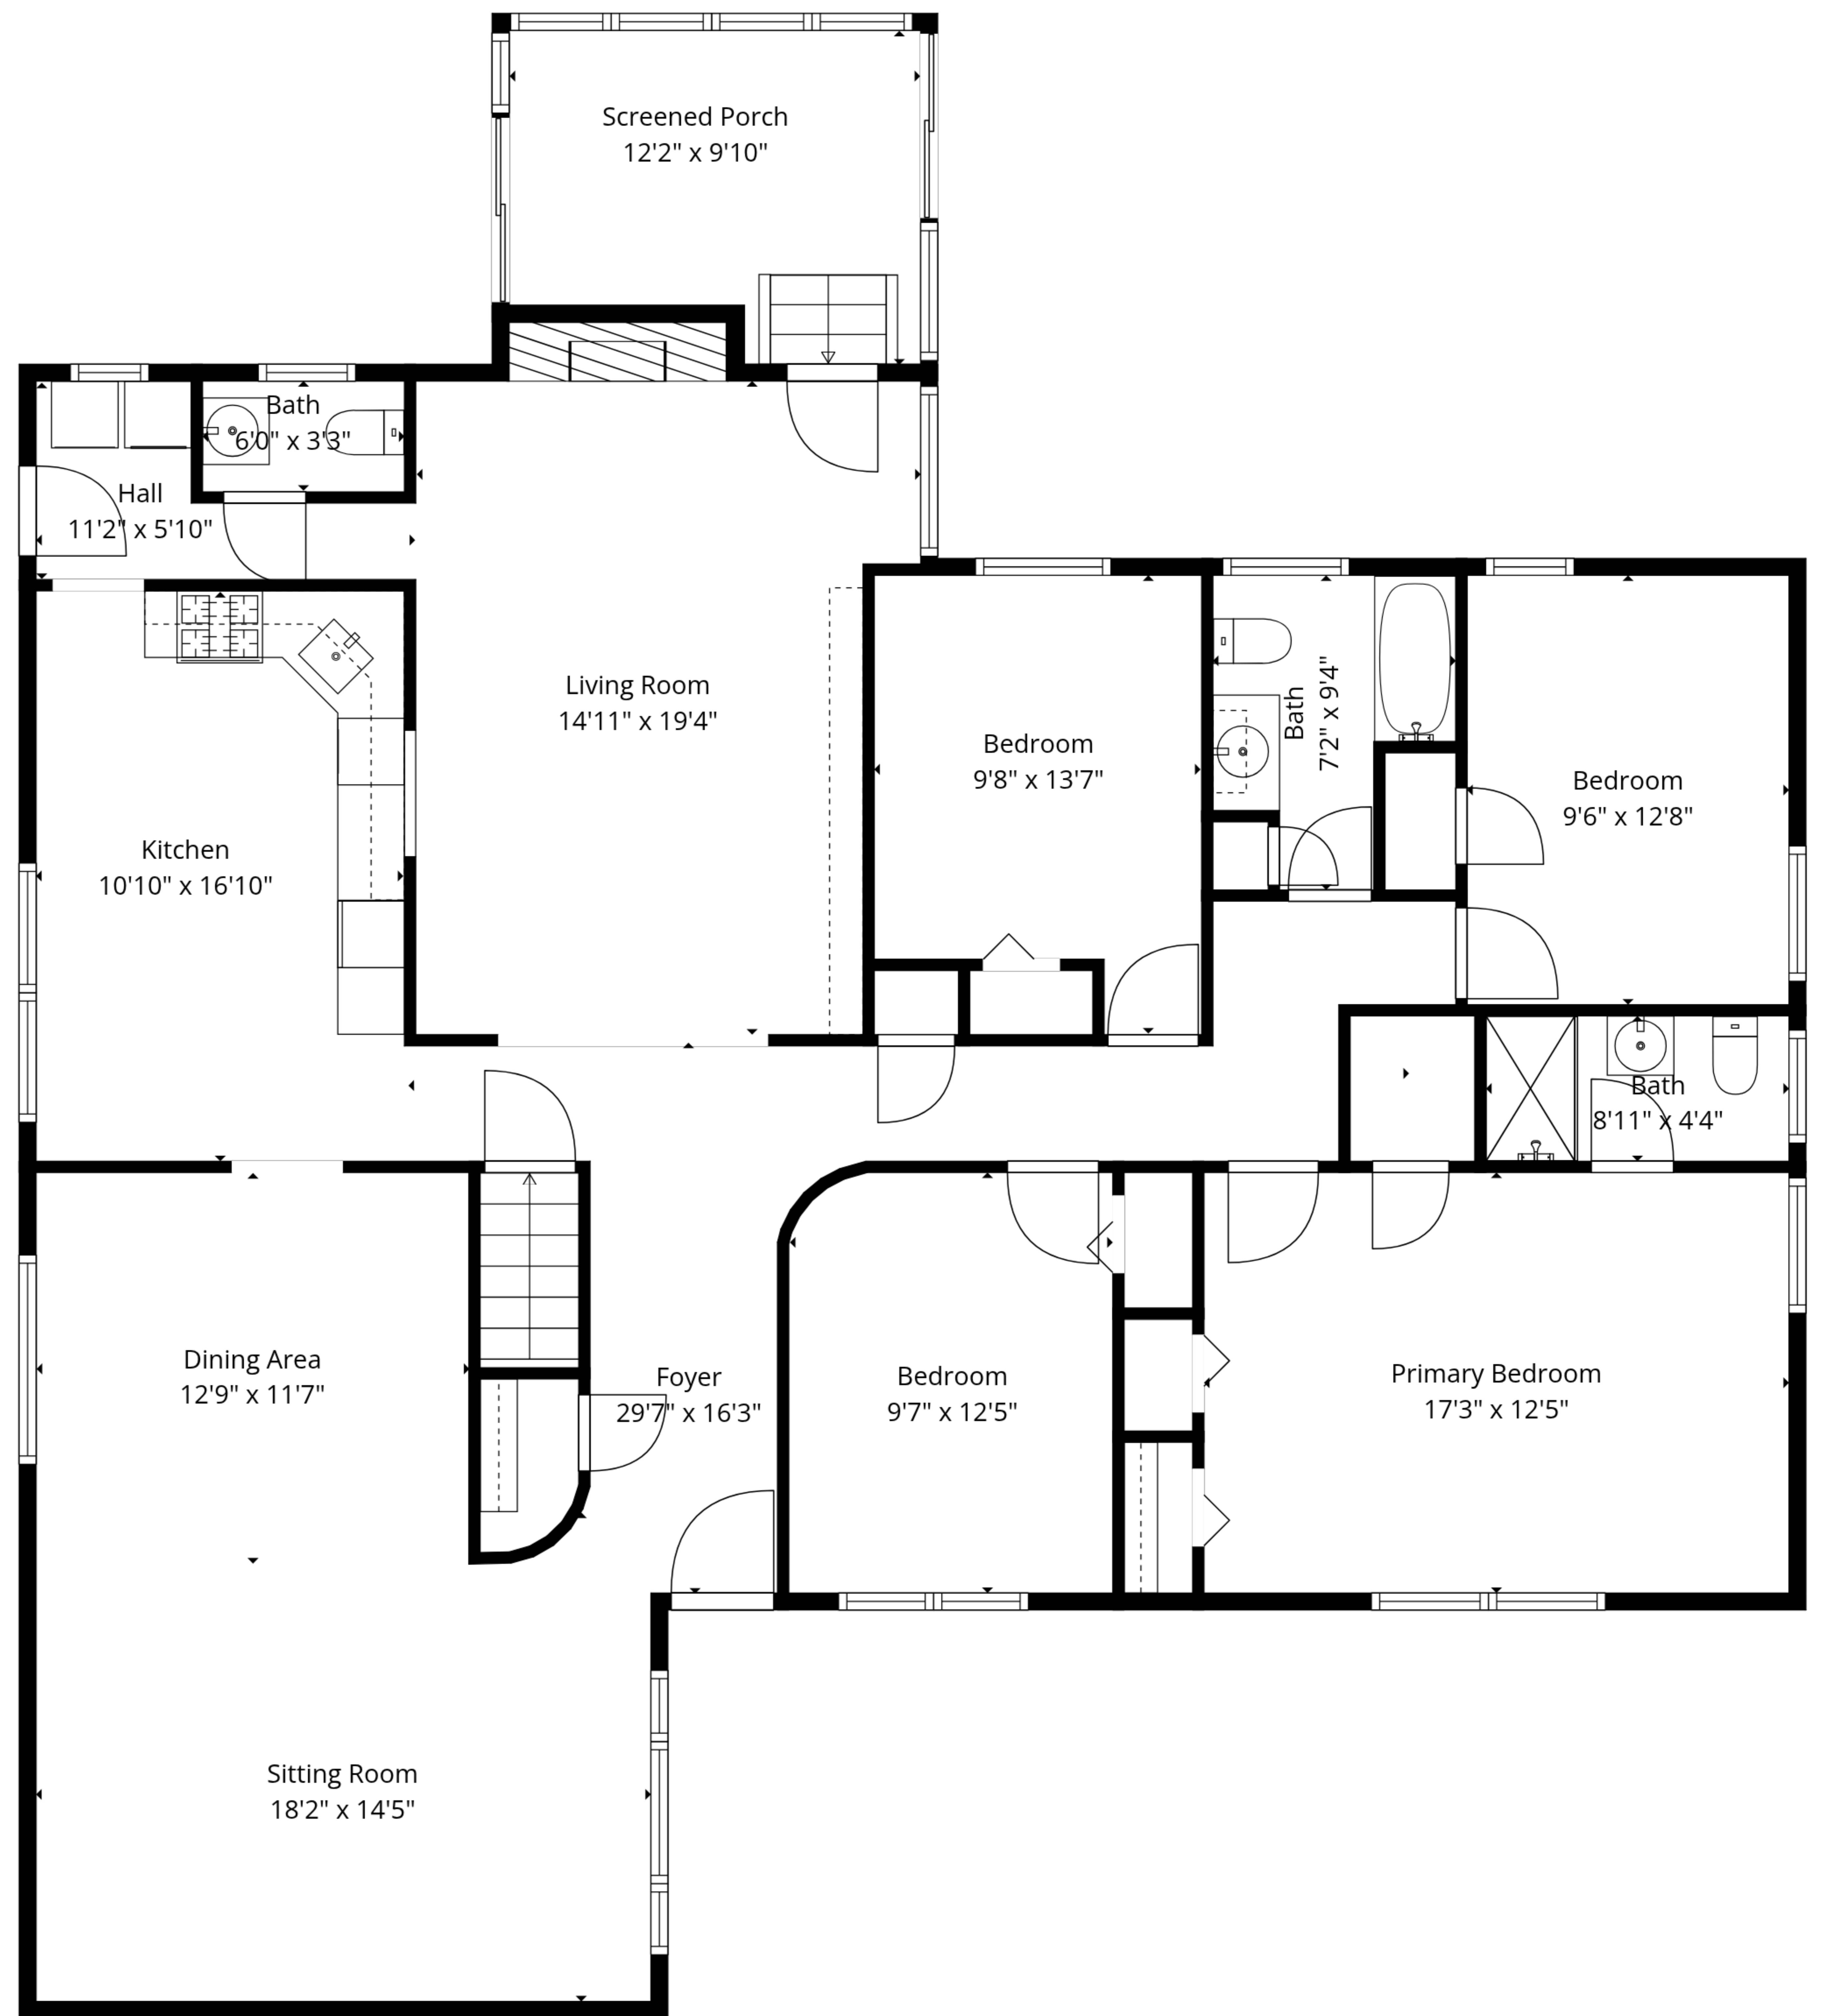 Screened Porch
12'2" x 9'10"
Bath
6'0" x 3'3"
Hall
11'2" x 5'10"
Living Room
14'11" x 19'4"
Bedroom
9'8" x 13'7"
Bath
7'2" x 9'4"
Bedroom
9'6" x 12'8"
Kitchen
10'10" x 16'10"
Bath
8'11" x 4'4"
Dining Area
12'9" x 11'7"
Foyer
29'7" x 16'3"
Bedroom
9'7" x 12'5"
Primary Bedroom
17'3" x 12'5"
Sitting Room
18'2" x 14'5"